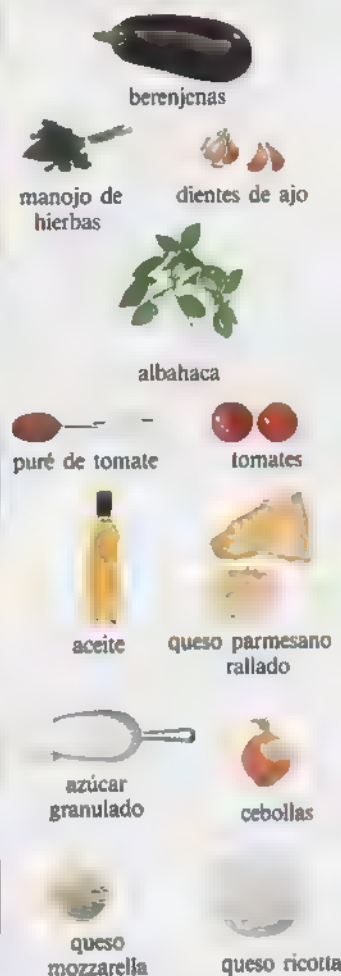 berenjenas
manojo de
hierbas
dientes de ajo
albahaca
puré de tomate
tomates
aceite
queso parmesano
rallado
azúcar
granulado
cebollas
queso
mozzarella
queso ricotta